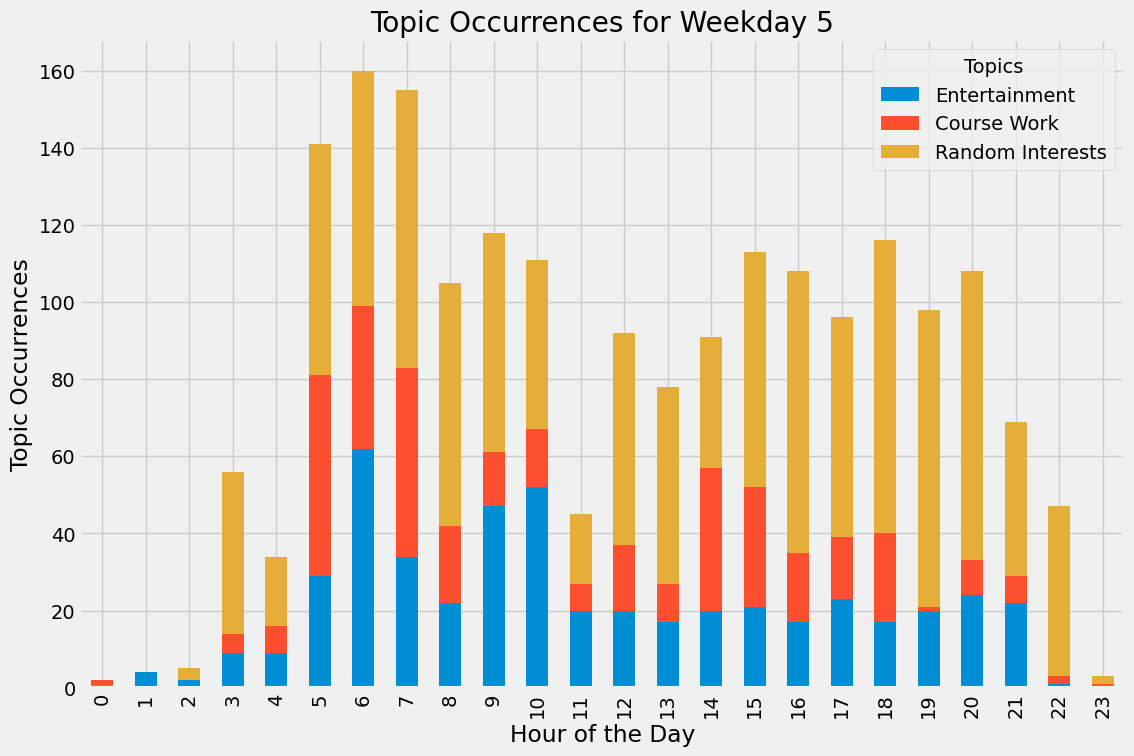 Topic Occurrences for Weekday 5
Topics
Entertainment
Course Work
Random Interests
Topic Occurrences
160
140
120
100
80
60
40
20
0
0 1 2 3 4 5 6 7 8 9 10 11 12 13 14 15 16 17 18 19 20 21 22 23
Hour of the Day